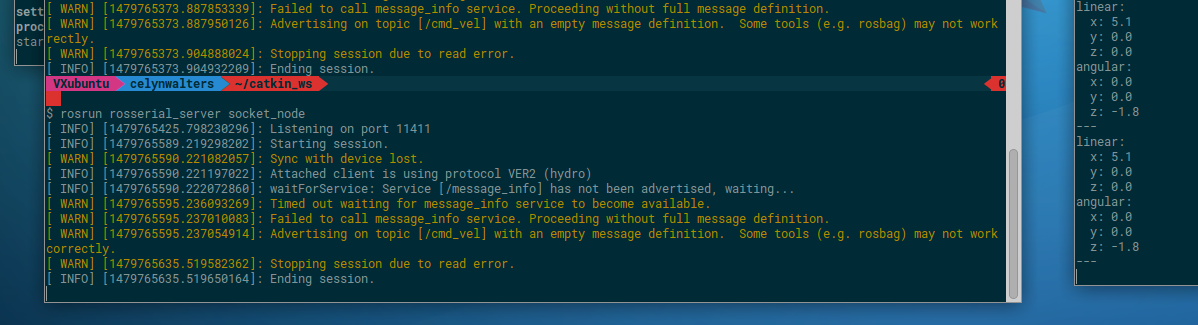 sett
proc
star
[ WARN] [1479765373.887853339]: Failed to call message_info service. Proceeding without full message definition.
[ WARN] [1479765373.887950126]: Advertising on topic [/cmd_vel] with an empty message definition.  Some tools (e.g. rosbag) may not work
rectly.
[ WARN] [1479765373.904888024]: Stopping session due to read error.
[ INFO] [1479765373.904932209]: Ending session.
VXubuntu celynwalters ~/catkin_ws 0
$ rosrun rosserial_server socket_node
[ INFO] [1479765425.798230296]: Listening on port 11411
[ INFO] [1479765589.219298202]: Starting session.
[ WARN] [1479765590.221082057]: Sync with device lost.
[ INFO] [1479765590.221197022]: Attached client is using protocol VER2 (hydro)
[ INFO] [1479765590.222072860]: waitForService: Service [/message_info] has not been advertised, waiting...
[ WARN] [1479765595.236093269]: Timed out waiting for message_info service to become available.
[ WARN] [1479765595.237010083]: Failed to call message_info service. Proceeding without full message definition.
[ WARN] [1479765595.237054914]: Advertising on topic [/cmd_vel] with an empty message definition.  Some tools (e.g. rosbag) may not work
correctly.
[ WARN] [1479765635.519582362]: Stopping session due to read error.
[ INFO] [1479765635.519650164]: Ending session.
linear:
  x: 5.1
  y: 0.0
  z: 0.0
angular:
  x: 0.0
  y: 0.0
  z: -1.8
---
linear:
  x: 5.1
  y: 0.0
  z: 0.0
angular:
  x: 0.0
  y: 0.0
  z: -1.8
---